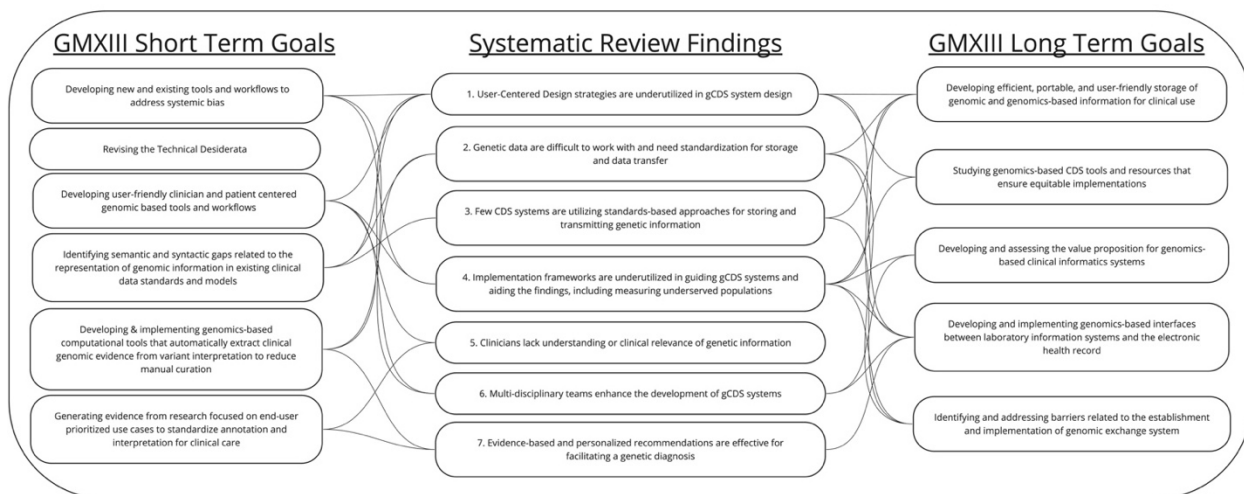 GMXIII Short Term Goals
Developing new and existing tools and workflows to
address systemic bias
Revising the Technical Desiderata
Developing user-friendly clinician and patient centered
genomic based tools and workflows
Identifying semantic and syntactic gaps related to the
representation of genomic information in existing clinical
data standards and models
Developing & implementing genomics-based
computational tools that automatically extract clinical
genomic evidence from variant interpretation to reduce
manual curation
Generating evidence from research focused on end-user
prioritized use cases to standardize annotation and
interpretation for clinical care
Systematic Review Findings
1. User-Centered Design strategies are underutilized in gCDS system design
2. Genetic data are difficult to work with and need standardization for storage
and data transfer
3. Few CDS systems are utilizing standards-based approaches for storing and
transmitting genetic information
4. Implementation frameworks are underutilized in guiding gCDS systems and
aiding the findings, including measuring underserved populations
5. Clinicians lack understanding or clinical relevance of genetic information
6. Multi-disciplinary teams enhance the development of gCDS systems
7. Evidence-based and personalized recommendations are effective for
facilitating a genetic diagnosis
GMXIII Long Term Goals
Developing efficient, portable, and user-friendly storage of
genomic and genomics-based information for clinical use
Studying genomics-based CDS tools and resources that
ensure equitable implementations
Developing and assessing the value proposition for genomics-
based clinical informatics systems
Developing and implementing genomics-based interfaces
between laboratory information systems and the electronic
health record
Identifying and addressing barriers related to the establishment
and implementation of genomic exchange system